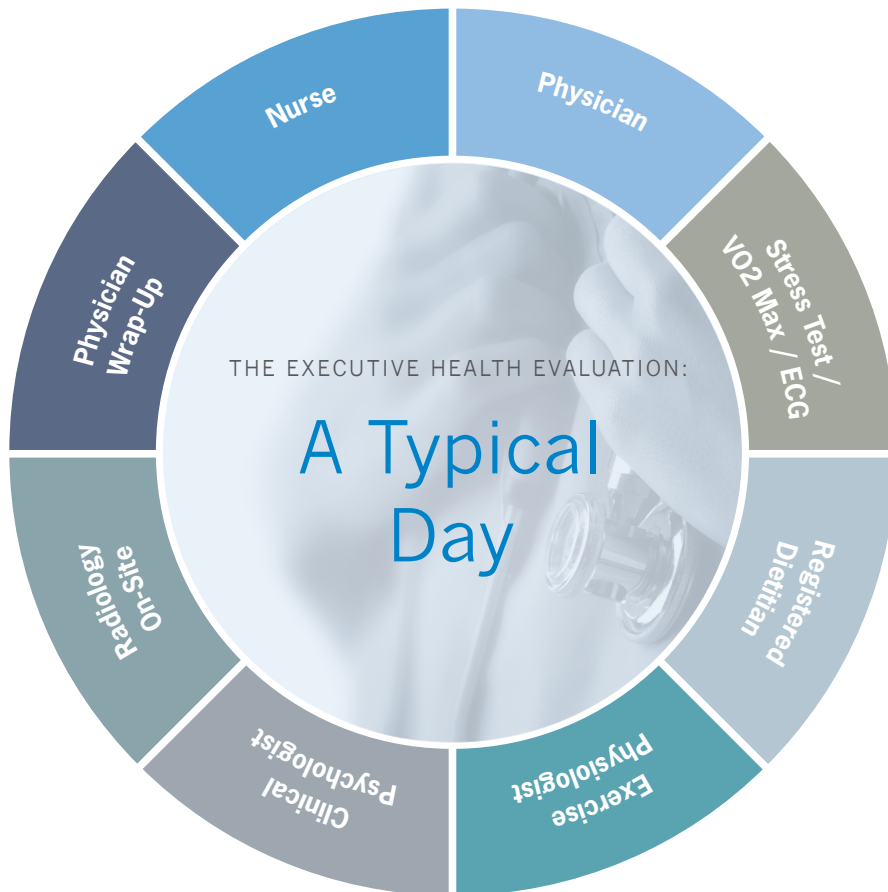 Nurse
Physician
Stress Test /
VO2 Max / ECG
Registered
Dietitian
Exercise
Physiologist
Clinical
Psychologist
Radiology
On-Site
Physician
Wrap-Up
THE EXECUTIVE HEALTH EVALUATION:
A Typical
Day